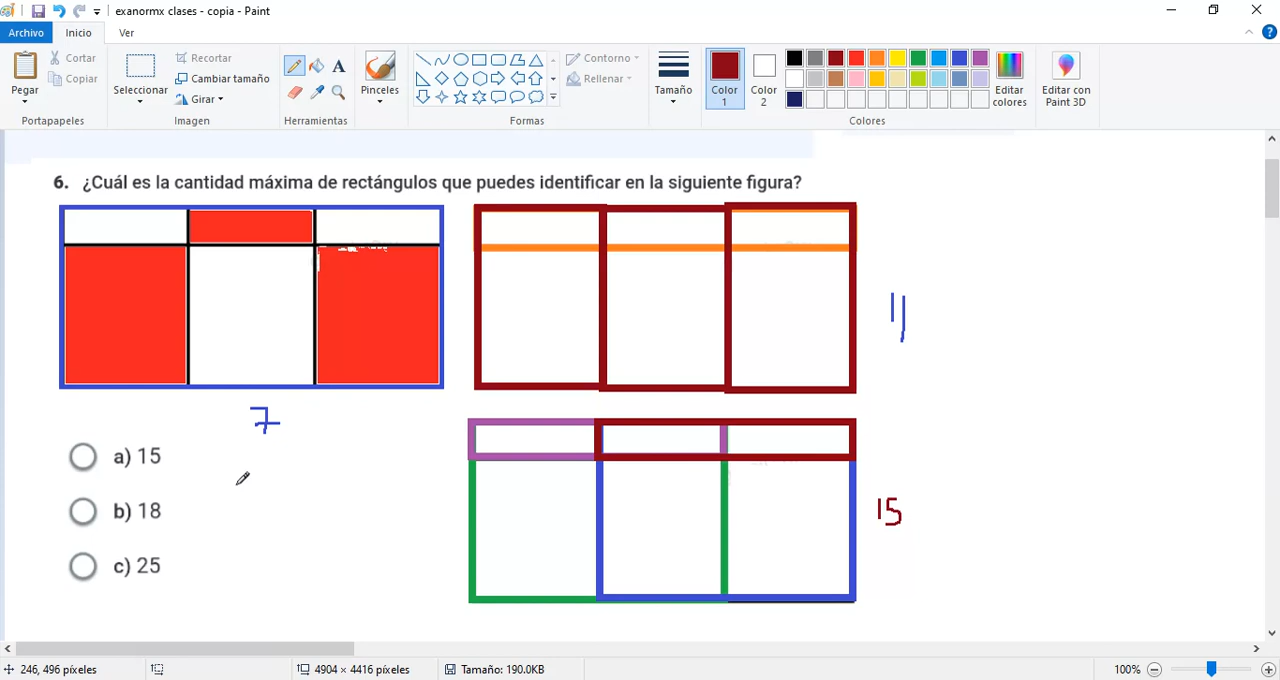 exanormx clases - copia - Paint
Archivo
Inicio
Ver
Pegar
Cortar
Copiar
Portapapeles
Seleccionar
Recortar
Cambiar tamaño
Girar
Imagen
A
Herramientas
Pinceles
Contorno
Rellenar
Formas
Tamaño
Color 1
Color 2
Colores
Editar colores
Editar con Paint 3D
6. ¿Cuál es la cantidad máxima de rectángulos que puedes identificar en la siguiente figura?
11
7
a) 15
b) 18
c) 25
15
246, 496 píxeles
4904 × 4416 píxeles
Tamaño: 190.0KB
100%